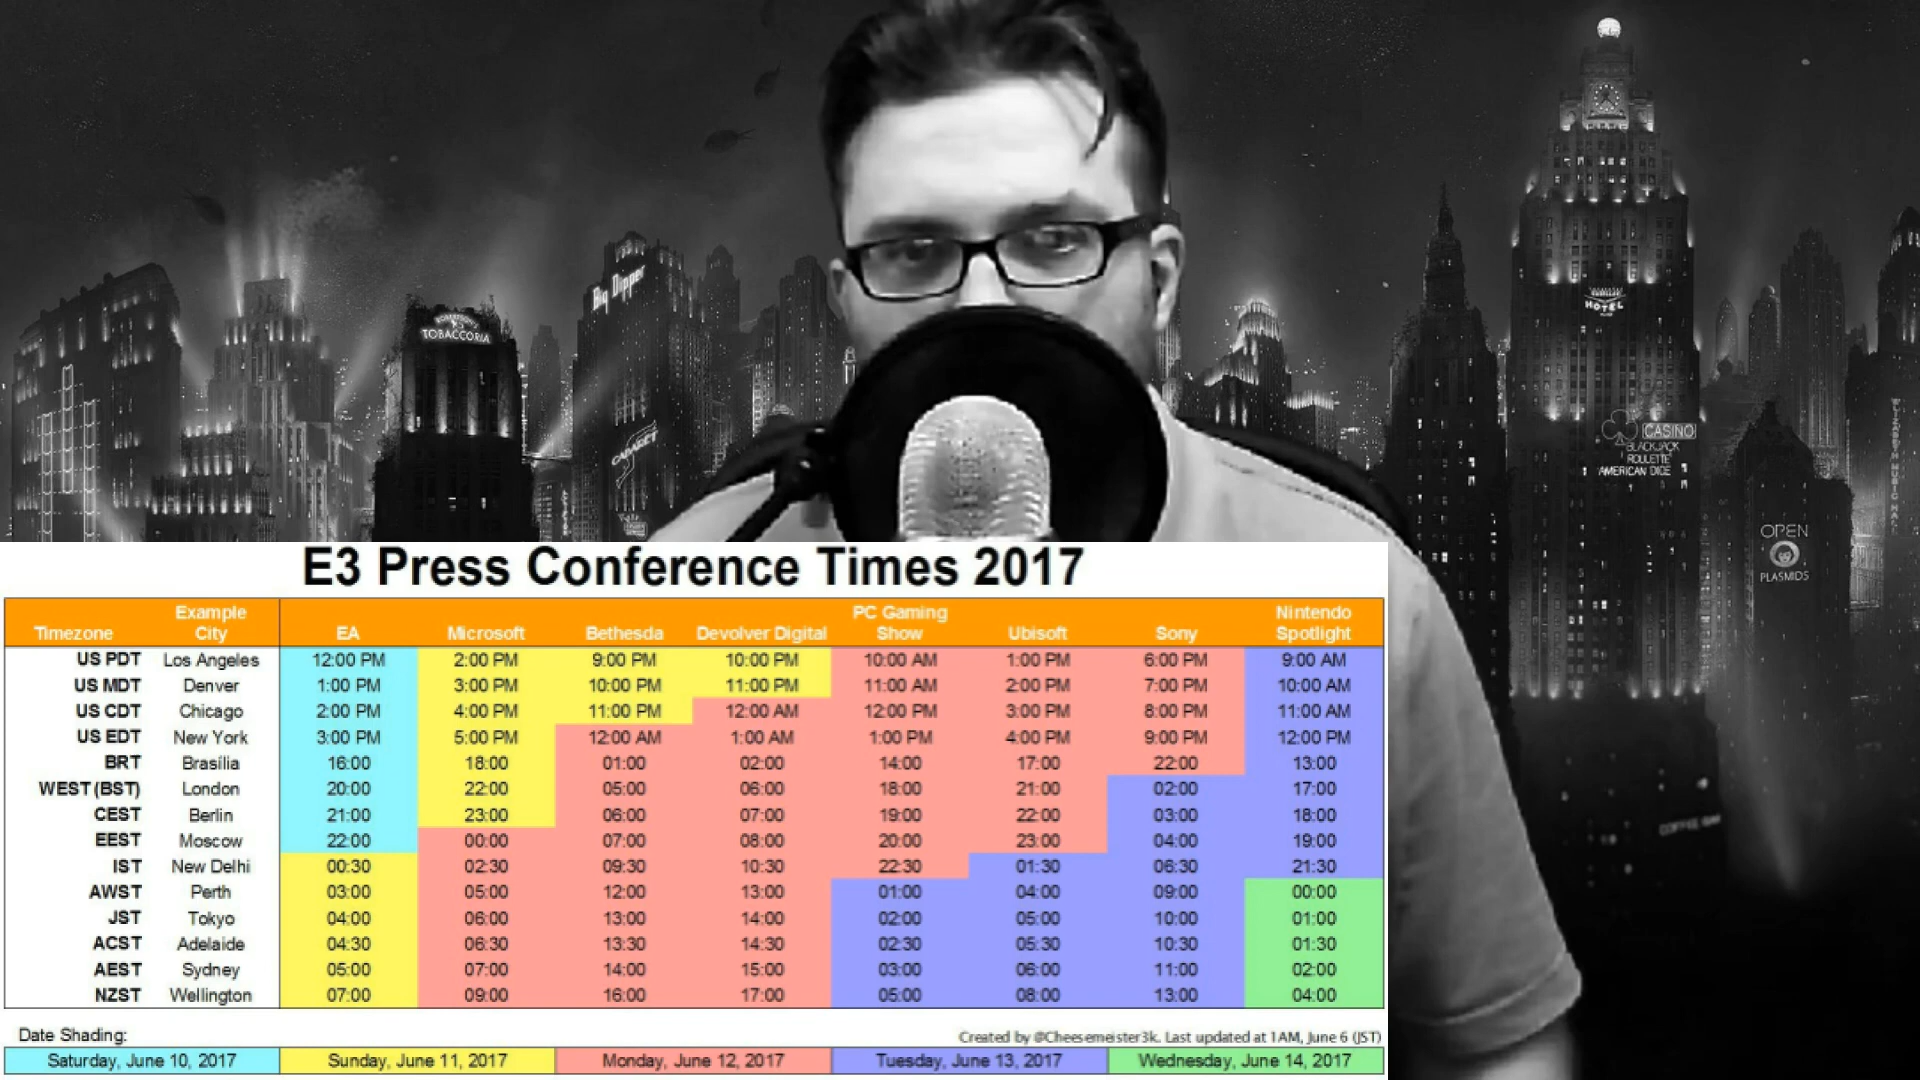 Big Dipper
ROBERTSON'S
TOBACCORIA
HOTEL
CABARET
CASINO
BLACKJACK
ROULETTE
AMERICAN DICE
OPEN
PLASMIDS
COFFEE BAR
E3 Press Conference Times 2017
Timezone Example City EA Microsoft Bethesda Devolver Digital PC Gaming Show Ubisoft Sony Nintendo Spotlight
US PDT Los Angeles 12:00 PM 2:00 PM 9:00 PM 10:00 PM 10:00 AM 1:00 PM 6:00 PM 9:00 AM
US MDT Denver 1:00 PM 3:00 PM 10:00 PM 11:00 PM 11:00 AM 2:00 PM 7:00 PM 10:00 AM
US CDT Chicago 2:00 PM 4:00 PM 11:00 PM 12:00 AM 12:00 PM 3:00 PM 8:00 PM 11:00 AM
US EDT New York 3:00 PM 5:00 PM 12:00 AM 1:00 AM 1:00 PM 4:00 PM 9:00 PM 12:00 PM
BRT Brasília 16:00 18:00 01:00 02:00 14:00 17:00 22:00 13:00
WEST (BST) London 20:00 22:00 05:00 06:00 18:00 21:00 02:00 17:00
CEST Berlin 21:00 23:00 06:00 07:00 19:00 22:00 03:00 18:00
EEST Moscow 22:00 00:00 07:00 08:00 20:00 23:00 04:00 19:00
IST New Delhi 00:30 02:30 09:30 10:30 22:30 01:30 06:30 21:30
AWST Perth 03:00 05:00 12:00 13:00 01:00 04:00 09:00 00:00
JST Tokyo 04:00 06:00 13:00 14:00 02:00 05:00 10:00 01:00
ACST Adelaide 04:30 06:30 13:30 14:30 02:30 05:30 10:30 01:30
AEST Sydney 05:00 07:00 14:00 15:00 03:00 06:00 11:00 02:00
NZST Wellington 07:00 09:00 16:00 17:00 05:00 08:00 13:00 04:00
Date Shading:
Created by @Cheesemeister3k. Last updated at 1AM, June 6 (JST)
Saturday, June 10, 2017 Sunday, June 11, 2017 Monday, June 12, 2017 Tuesday, June 13, 2017 Wednesday, June 14, 2017